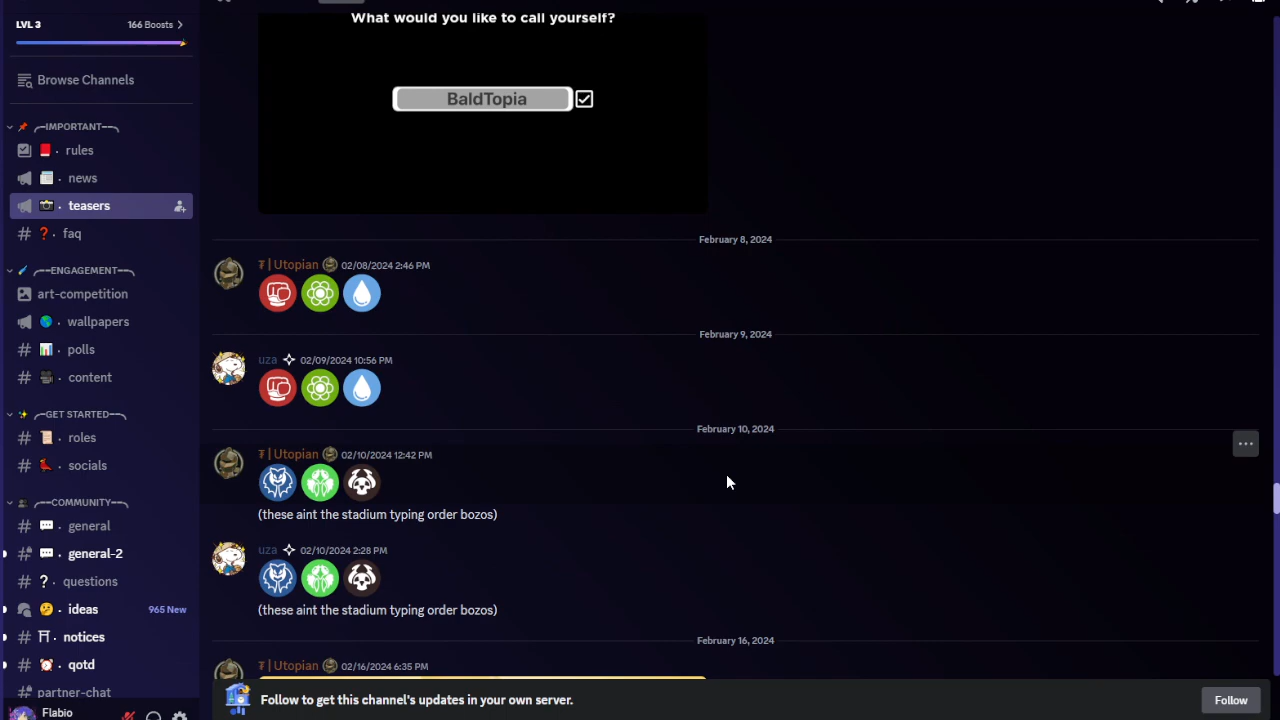 LVL 3
166 Boosts
Browse Channels
IMPORTANT
rules
news
teasers
faq
ENGAGEMENT
art-competition
wallpapers
polls
content
GET STARTED
roles
socials
COMMUNITY
general
general-2
questions
ideas
965 New
notices
qotd
partner-chat
Flabio
What would you like to call yourself?
BaldTopia
February 8, 2024
₮ | Utopian 02/08/2024 2:46 PM
February 9, 2024
uza 02/09/2024 10:56 PM
February 10, 2024
₮ | Utopian 02/10/2024 12:42 PM
(these aint the stadium typing order bozos)
uza 02/10/2024 2:28 PM
(these aint the stadium typing order bozos)
February 16, 2024
₮ | Utopian 02/16/2024 6:35 PM
Follow to get this channel's updates in your own server.
Follow